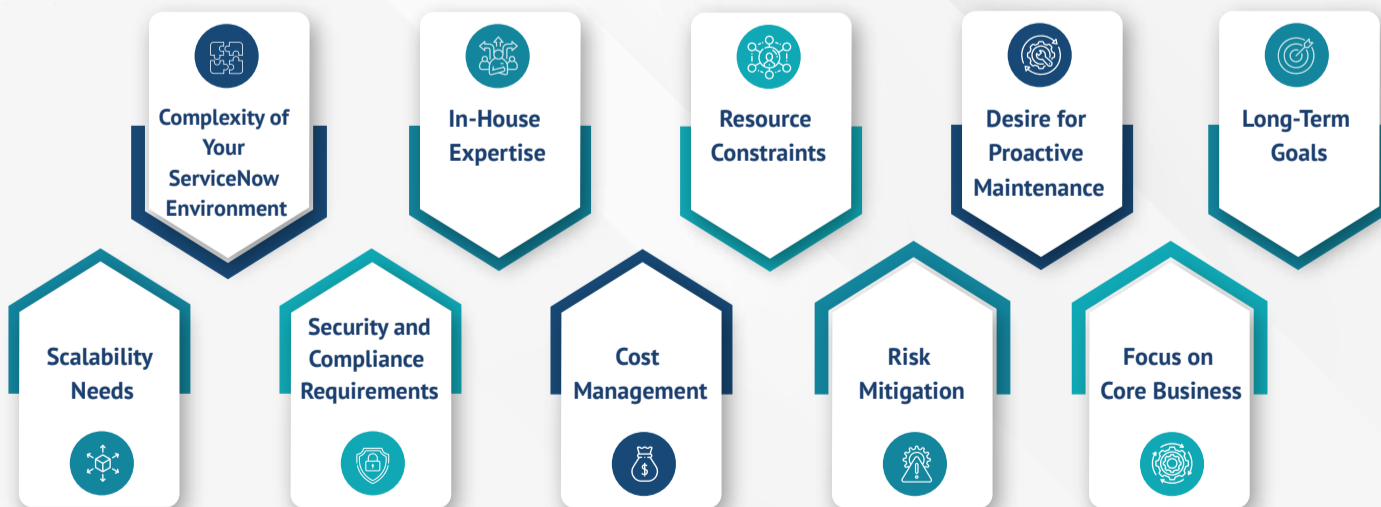 Complexity of
Your
ServiceNow
Environment
In-House
Expertise
Resource
Constraints
Desire for
Proactive
Maintenance
Long-Term
Goals
Scalability
Needs
Security and
Compliance
Requirements
Cost
Management
$
Risk
Mitigation
!
Focus on
Core Business